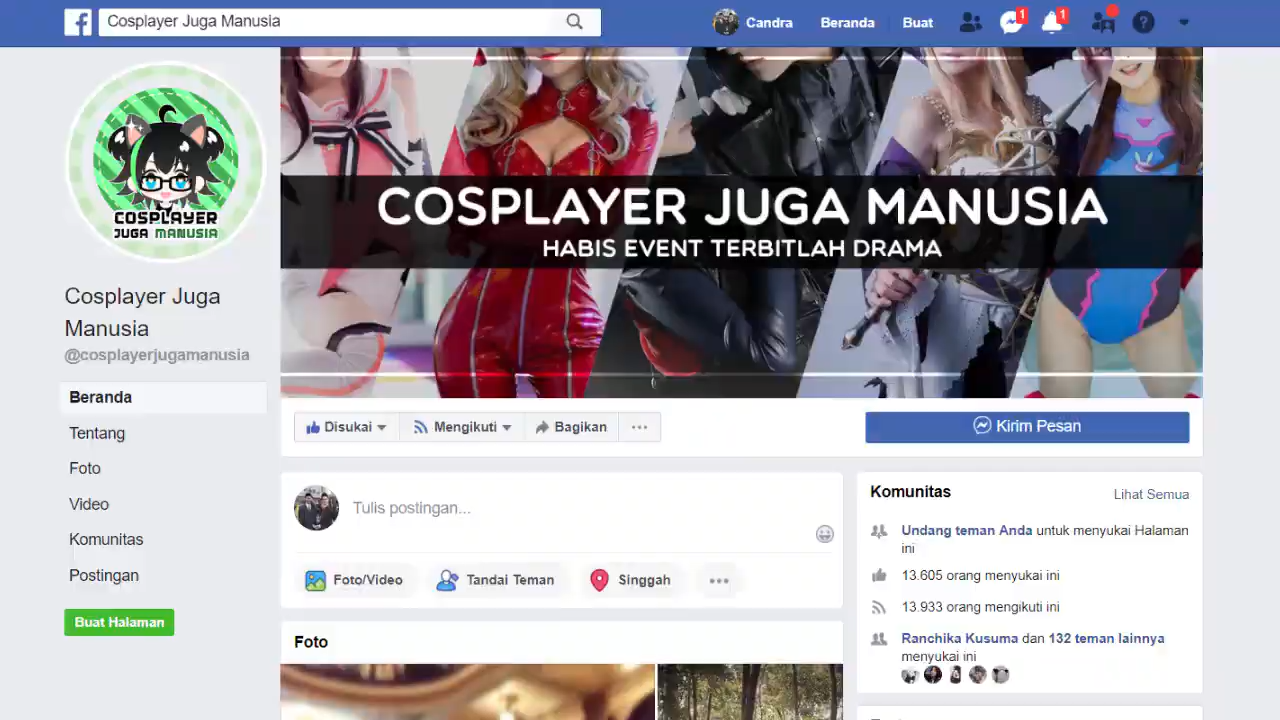 Cosplayer Juga Manusia
Candra
Beranda
Buat
1
1
COSPLAYER
JUGA MANUSIA
COSPLAYER JUGA MANUSIA
HABIS EVENT TERBITLAH DRAMA
Cosplayer Juga
Manusia
@cosplayerjugamanusia
Beranda
Tentang
Foto
Video
Komunitas
Postingan
Buat Halaman
Disukai
Mengikuti
Bagikan
Kirim Pesan
Tulis postingan...
Foto/Video
Tandai Teman
Singgah
Foto
Komunitas
Lihat Semua
Undang teman Anda untuk menyukai Halaman
ini
13.605 orang menyukai ini
13.933 orang mengikuti ini
Ranchika Kusuma dan 132 teman lainnya
menyukai ini